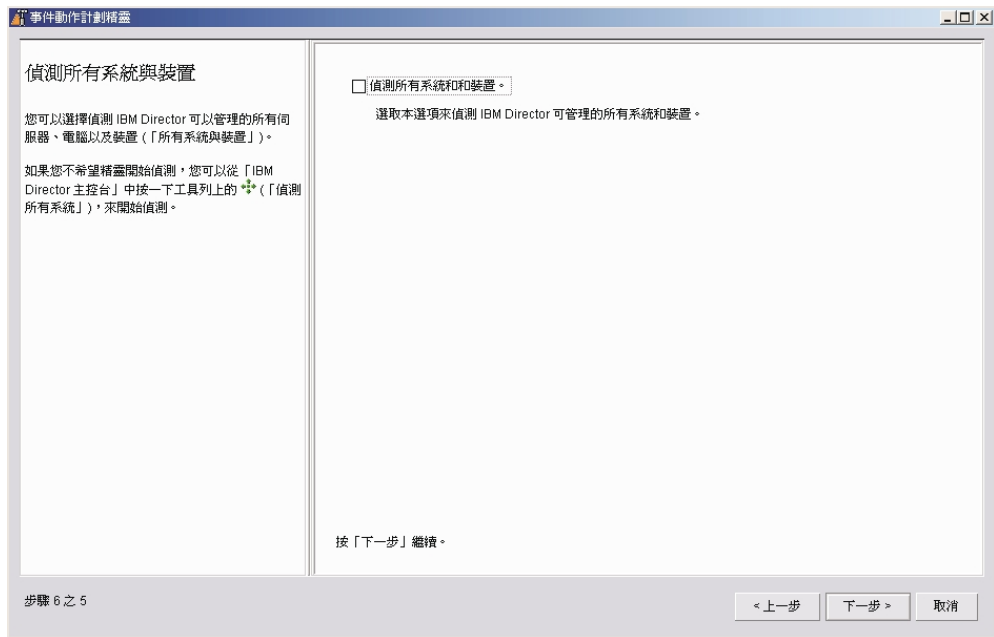 事件動作計劃精靈
偵測所有系統與裝置
您可以選擇偵測 IBM Director 可以管理的所有伺
服器、電腦以及裝置 (「所有系統與裝置」)。
如果您不希望精靈開始偵測，您可以從「IBM
Director 主控台」中按一下工具列上的 (「偵測
所有系統」)，來開始偵測。
偵測所有系統和和裝置。
選取本選項來偵測 IBM Director 可管理的所有系統和裝置。
按「下一步」繼續。
步驟 6 之 5
< 上一步
下一步 >
取消